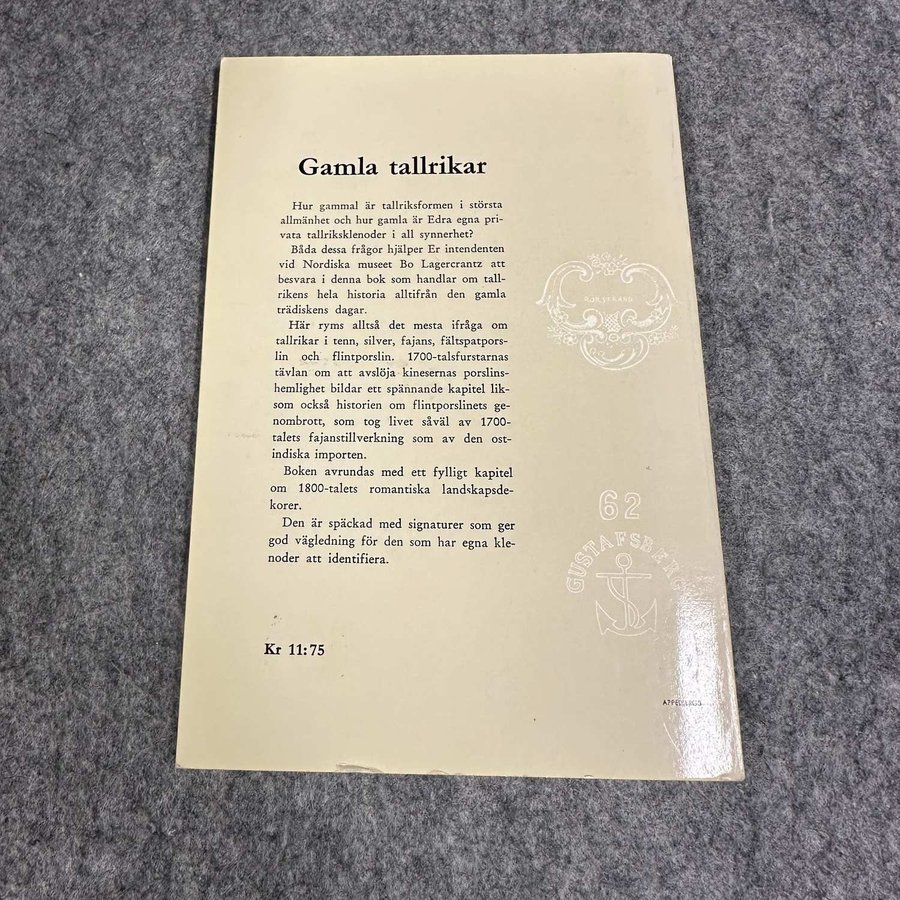 Gamla tallrikar
Hur gammal är tallriksformen i största
allmänhet och hur gamla är Edra egna pri-
vata tallriksklenoder i all synnerhet?
Båda dessa frågor hjälper Er intendenten
vid Nordiska museet Bo Lagercrantz att
besvara i denna bok som handlar om tall-
rikens hela historia alltifrån den gamla
trädiskens dagar.
Här ryms alltså det mesta ifråga om
tallrikar i tenn, silver, fajans, fältspatpors-
lin och flintporslin. 1700-talsfurstarnas
tävlan om att avslöja kinesernas porslins-
hemlighet bildar ett spännande kapitel lik-
som också historien om flintporslinets ge-
nombrott, som tog livet såväl av 1700-
talets fajanstillverkning som av den ost-
indiska importen.
Boken avrundas med ett fylligt kapitel
om 1800-talets romantiska landskapsde-
korer.
Den är späckad med signaturer som ger
god vägledning för den som har egna kle-
noder att identifiera.
Kr 11:75
RÖRSTRAND
62
GUSTAFSBERG